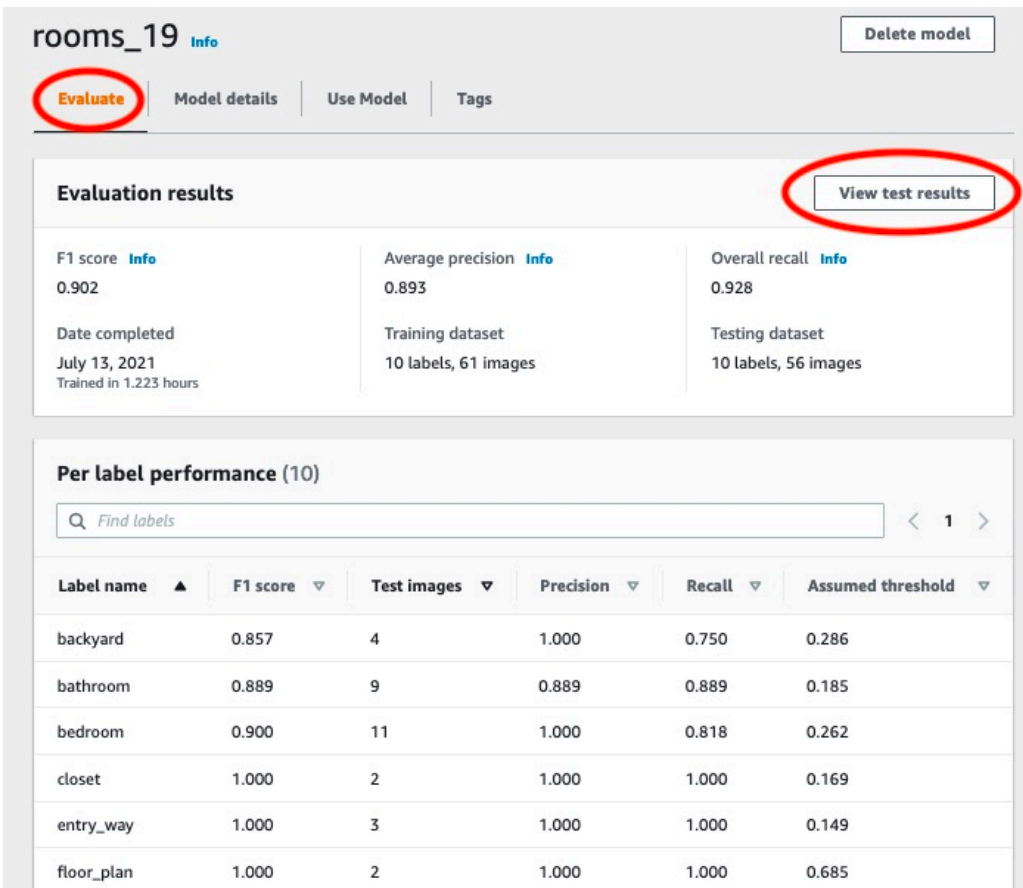 rooms_19 Info
Delete model
Evaluate Model details Use Model Tags
Evaluation results
View test results
F1 score Info
0.902
Date completed
July 13, 2021
Trained in 1.223 hours
Average precision Info
0.893
Training dataset
10 labels, 61 images
Overall recall Info
0.928
Testing dataset
10 labels, 56 images
Per label performance (10)
Find labels
1
Label name F1 score Test images Precision Recall Assumed threshold
backyard 0.857 4 1.000 0.750 0.286
bathroom 0.889 9 0.889 0.889 0.185
bedroom 0.900 11 1.000 0.818 0.262
closet 1.000 2 1.000 1.000 0.169
entry_way 1.000 3 1.000 1.000 0.149
floor_plan 1.000 2 1.000 1.000 0.685